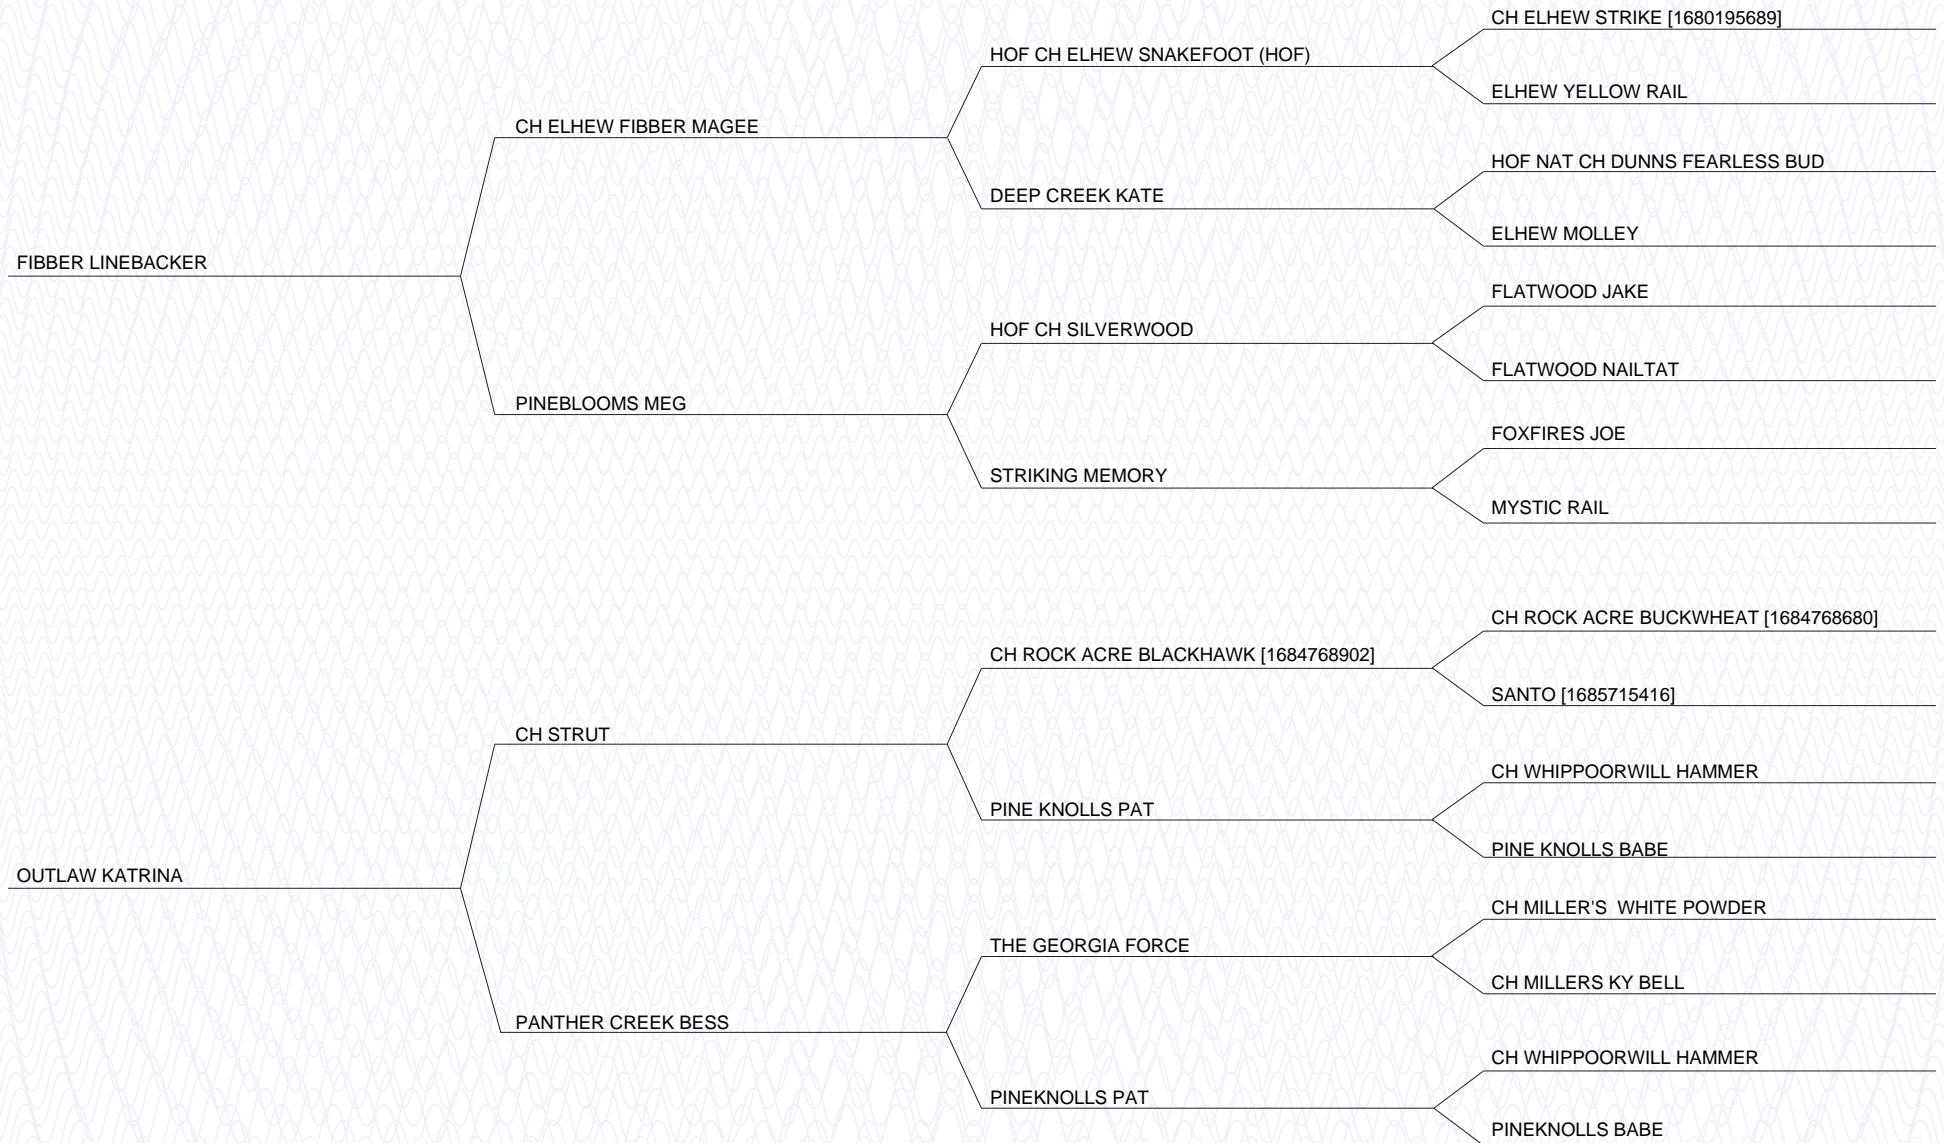 CH ELHEW STRIKE [1680195689]
HOF CH ELHEW SNAKEFOOT (HOF)
ELHEW YELLOW RAIL
CH ELHEW FIBBER MAGEE
HOF NAT CH DUNNS FEARLESS BUD
DEEP CREEK KATE
ELHEW MOLLEY
FIBBER LINEBACKER
FLATWOOD JAKE
HOF CH SILVERWOOD
FLATWOOD NAILTAT
PINEBLOOMS MEG
FOXFIRES JOE
STRIKING MEMORY
MYSTIC RAIL
CH ROCK ACRE BUCKWHEAT [1684768680]
CH ROCK ACRE BLACKHAWK [1684768902]
SANTO [1685715416]
CH STRUT
CH WHIPPOORWILL HAMMER
PINE KNOLLS PAT
PINE KNOLLS BABE
OUTLAW KATRINA
CH MILLER'S  WHITE POWDER
THE GEORGIA FORCE
CH MILLERS KY BELL
PANTHER CREEK BESS
CH WHIPPOORWILL HAMMER
PINEKNOLLS PAT
PINEKNOLLS BABE